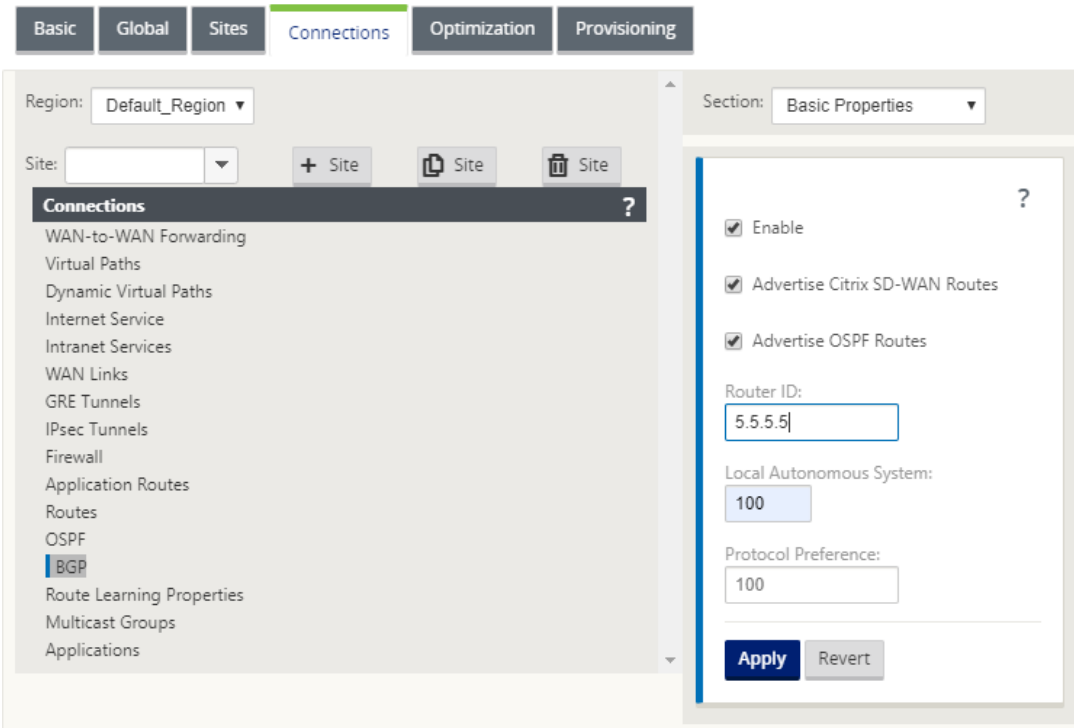 Basic Global Sites Connections Optimization Provisioning
Region: Default_Region
Site: + Site Site Site
Connections ?
WAN-to-WAN Forwarding
Virtual Paths
Dynamic Virtual Paths
Internet Service
Intranet Services
WAN Links
GRE Tunnels
IPsec Tunnels
Firewall
Application Routes
Routes
OSPF
BGP
Route Learning Properties
Multicast Groups
Applications
Section: Basic Properties
?
Enable
Advertise Citrix SD-WAN Routes
Advertise OSPF Routes
Router ID:
5.5.5.5
Local Autonomous System:
100
Protocol Preference:
100
Apply Revert